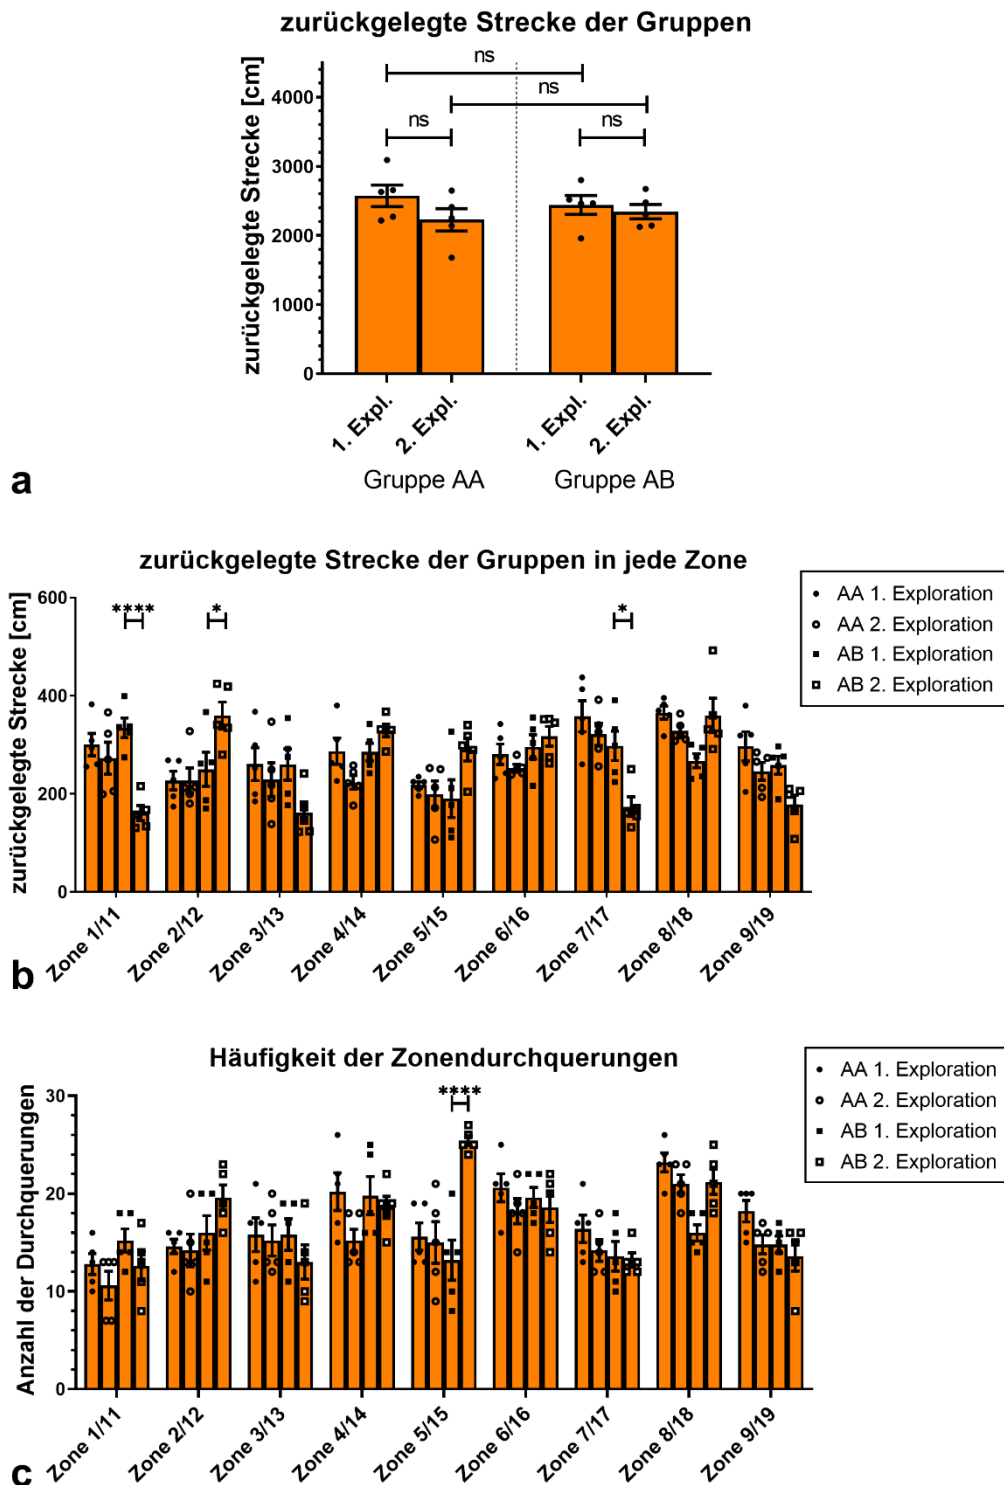 zurückgelegte Strecke der Gruppen
zurückgelegte Strecke [cm]
4000
3000
2000
1000
0
ns
ns
ns
ns
1. Expl.
2. Expl.
1. Expl.
2. Expl.
Gruppe AA
Gruppe AB
a
zurückgelegte Strecke der Gruppen in jede Zone
zurückgelegte Strecke [cm]
600
400
200
0
****
*
*
AA 1. Exploration
AA 2. Exploration
AB 1. Exploration
AB 2. Exploration
Zone 1/11
Zone 2/12
Zone 3/13
Zone 4/14
Zone 5/15
Zone 6/16
Zone 7/17
Zone 8/18
Zone 9/19
b
Häufigkeit der Zonendurchquerungen
Anzahl der Durchquerungen
30
20
10
0
****
AA 1. Exploration
AA 2. Exploration
AB 1. Exploration
AB 2. Exploration
Zone 1/11
Zone 2/12
Zone 3/13
Zone 4/14
Zone 5/15
Zone 6/16
Zone 7/17
Zone 8/18
Zone 9/19
c